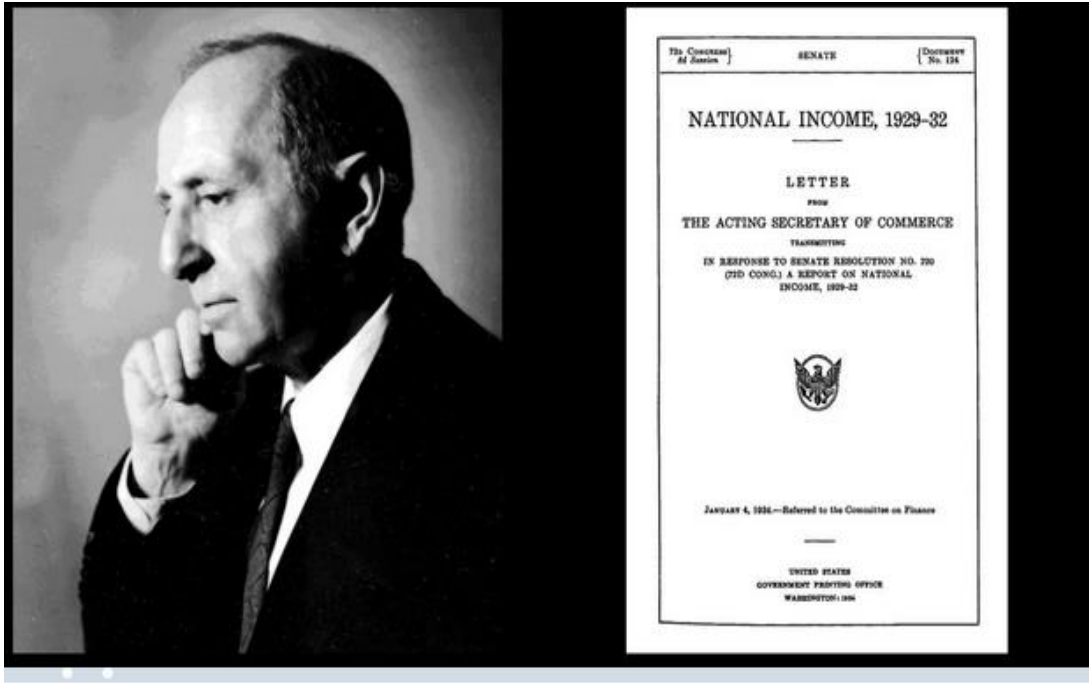 73d Congress}
2d Session
SENATE
{Document
No. 124
NATIONAL INCOME, 1929–32
LETTER
FROM
THE ACTING SECRETARY OF COMMERCE
TRANSMITTING
IN RESPONSE TO SENATE RESOLUTION NO. 220
(72D CONG.) A REPORT ON NATIONAL
INCOME, 1929–32
January 4, 1934.—Referred to the Committee on Finance
UNITED STATES
GOVERNMENT PRINTING OFFICE
WASHINGTON: 1934